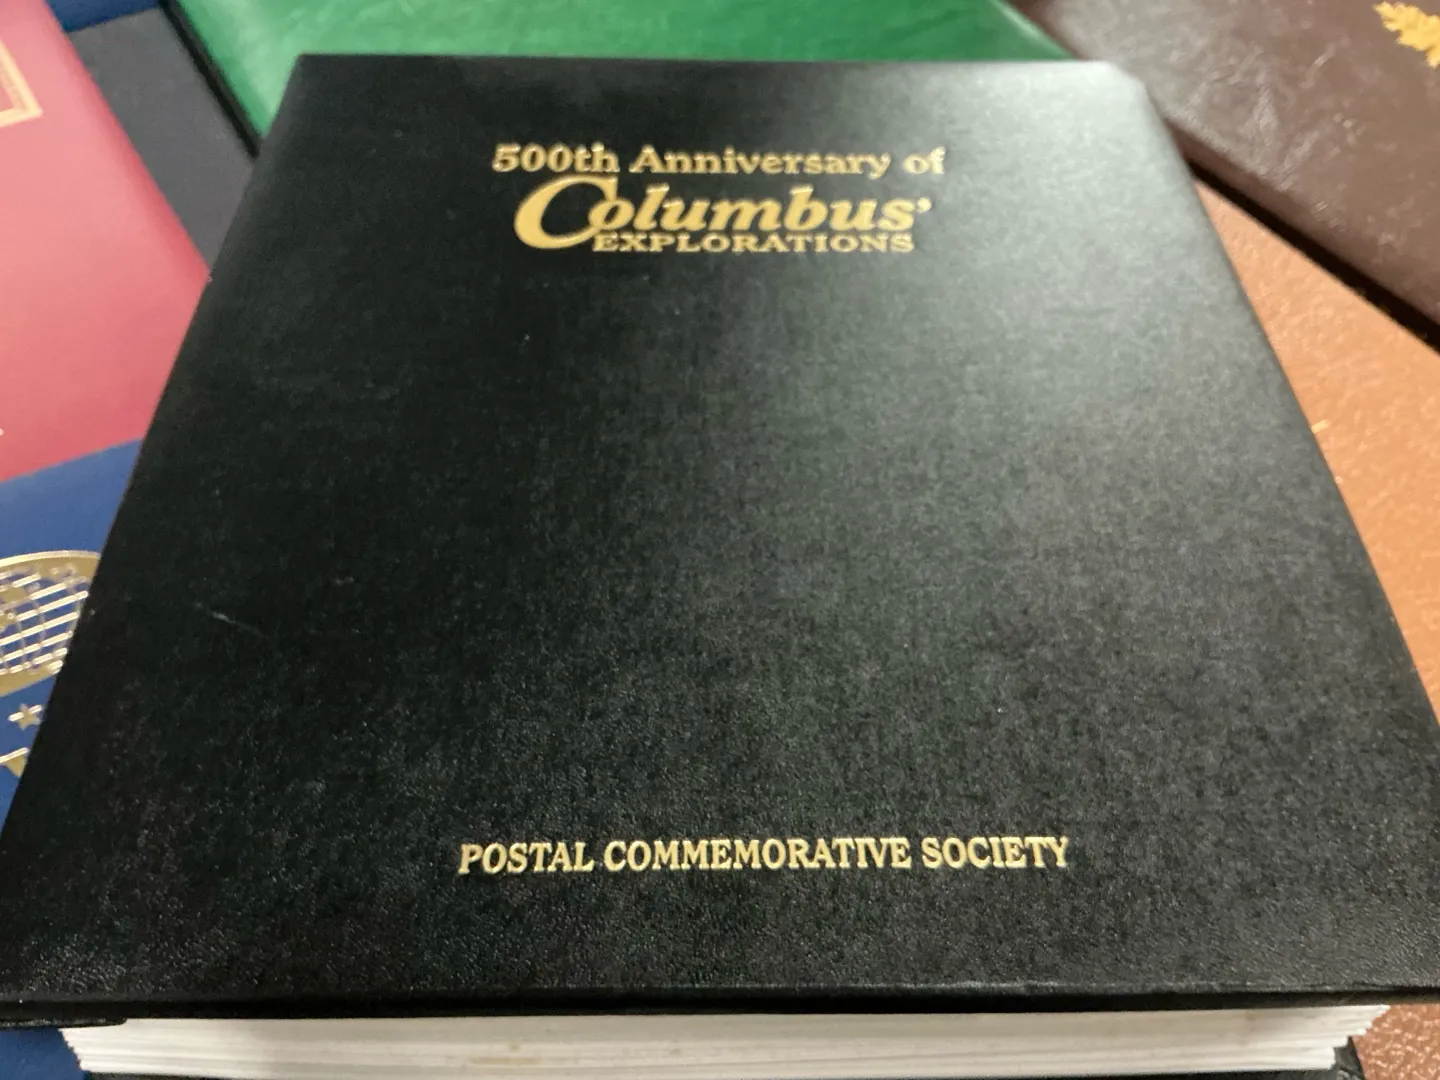 500th Anniversary of
Columbus'
EXPLORATIONS
POSTAL COMMEMORATIVE SOCIETY